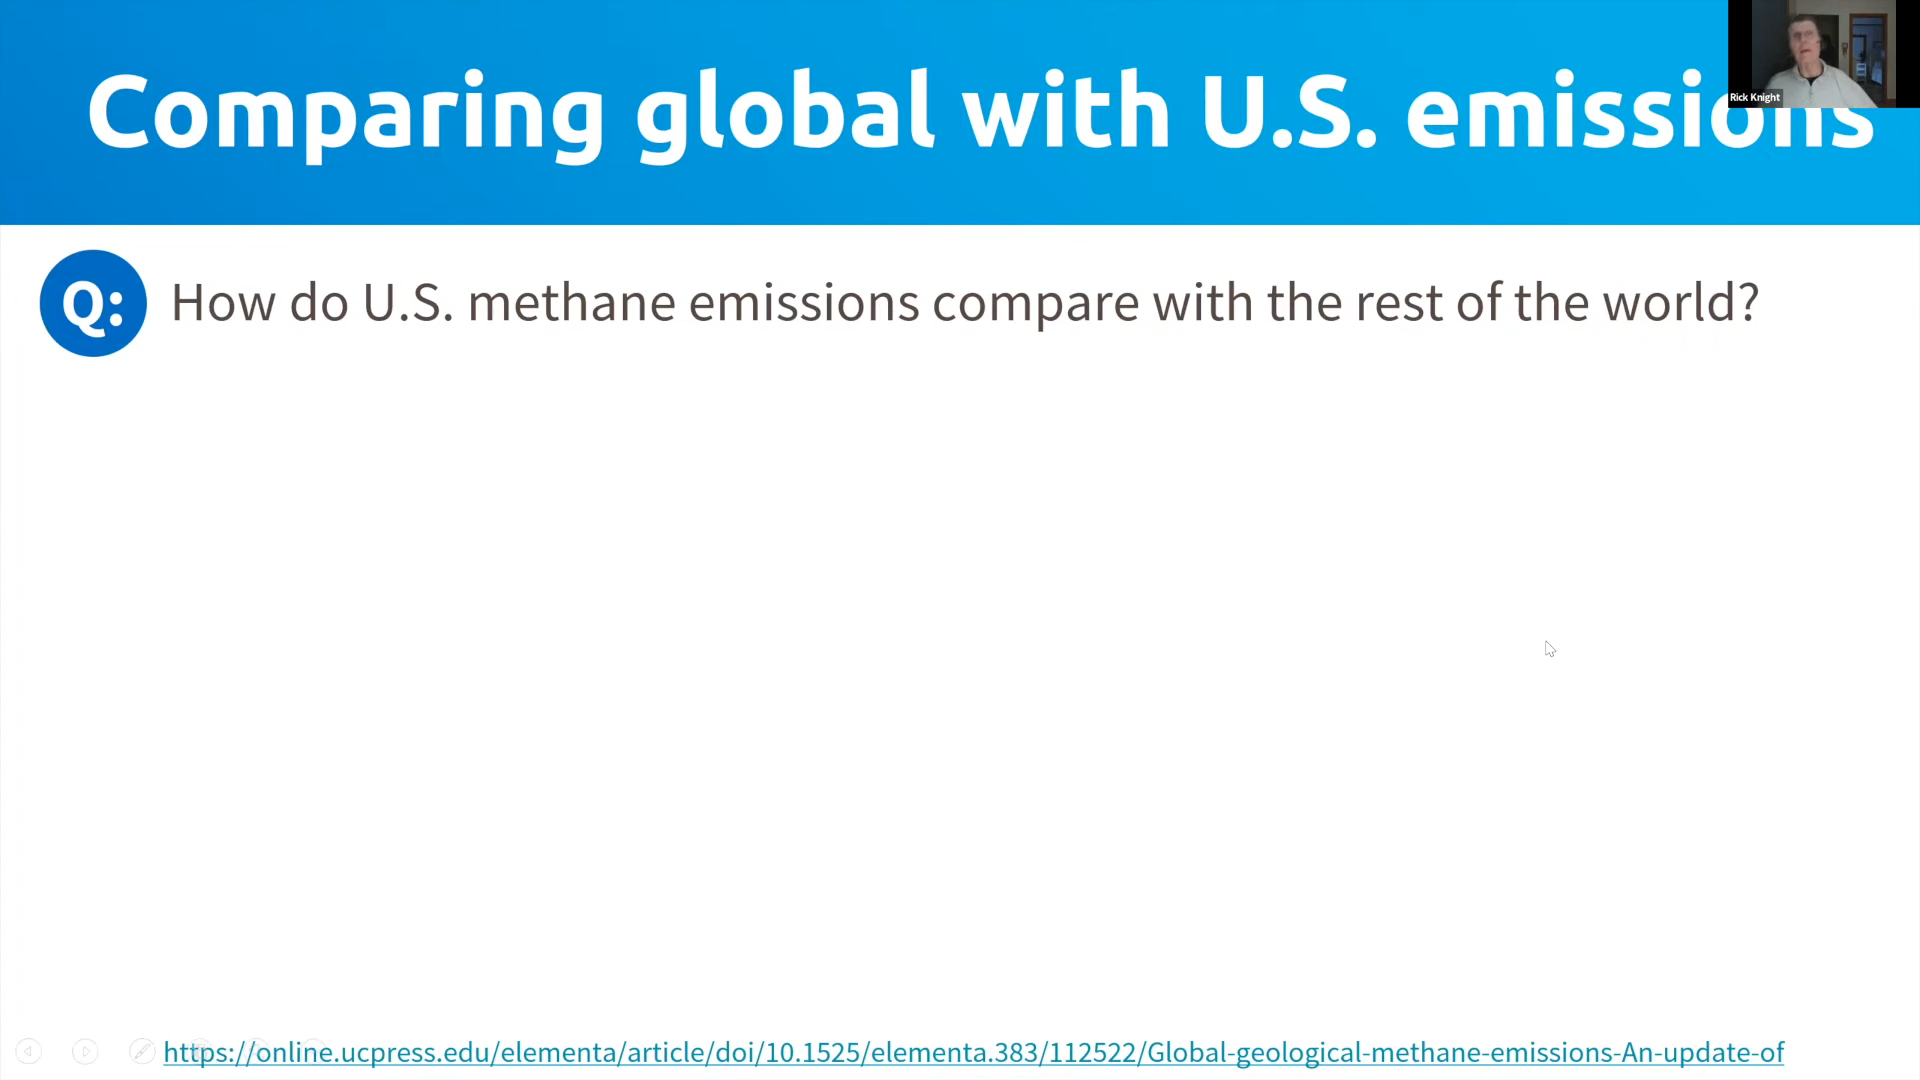 Comparing global with U.S. emissions
Rick Knight
Q: How do U.S. methane emissions compare with the rest of the world?
https://online.ucpress.edu/elementa/article/doi/10.1525/elementa.383/112522/Global-geological-methane-emissions-An-update-of